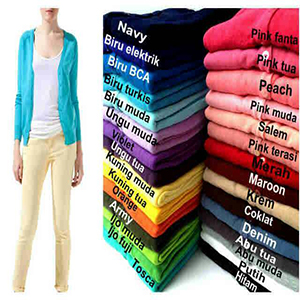 Navy
Biru elektrik
Biru BCA
Biru turkis
Biru muda
Ungu muda
Violet
Ungu tua
Kuning tua
Kuning muda
Orange
Army
Ijo muda
Ijo fuji
Tosca
Pink fanta
Pink tua
Peach
Pink muda
Salem
Pink terasi
Merah
Maroon
Krem
Coklat
Denim
Abu tua
Abu muda
Putih
Hitam